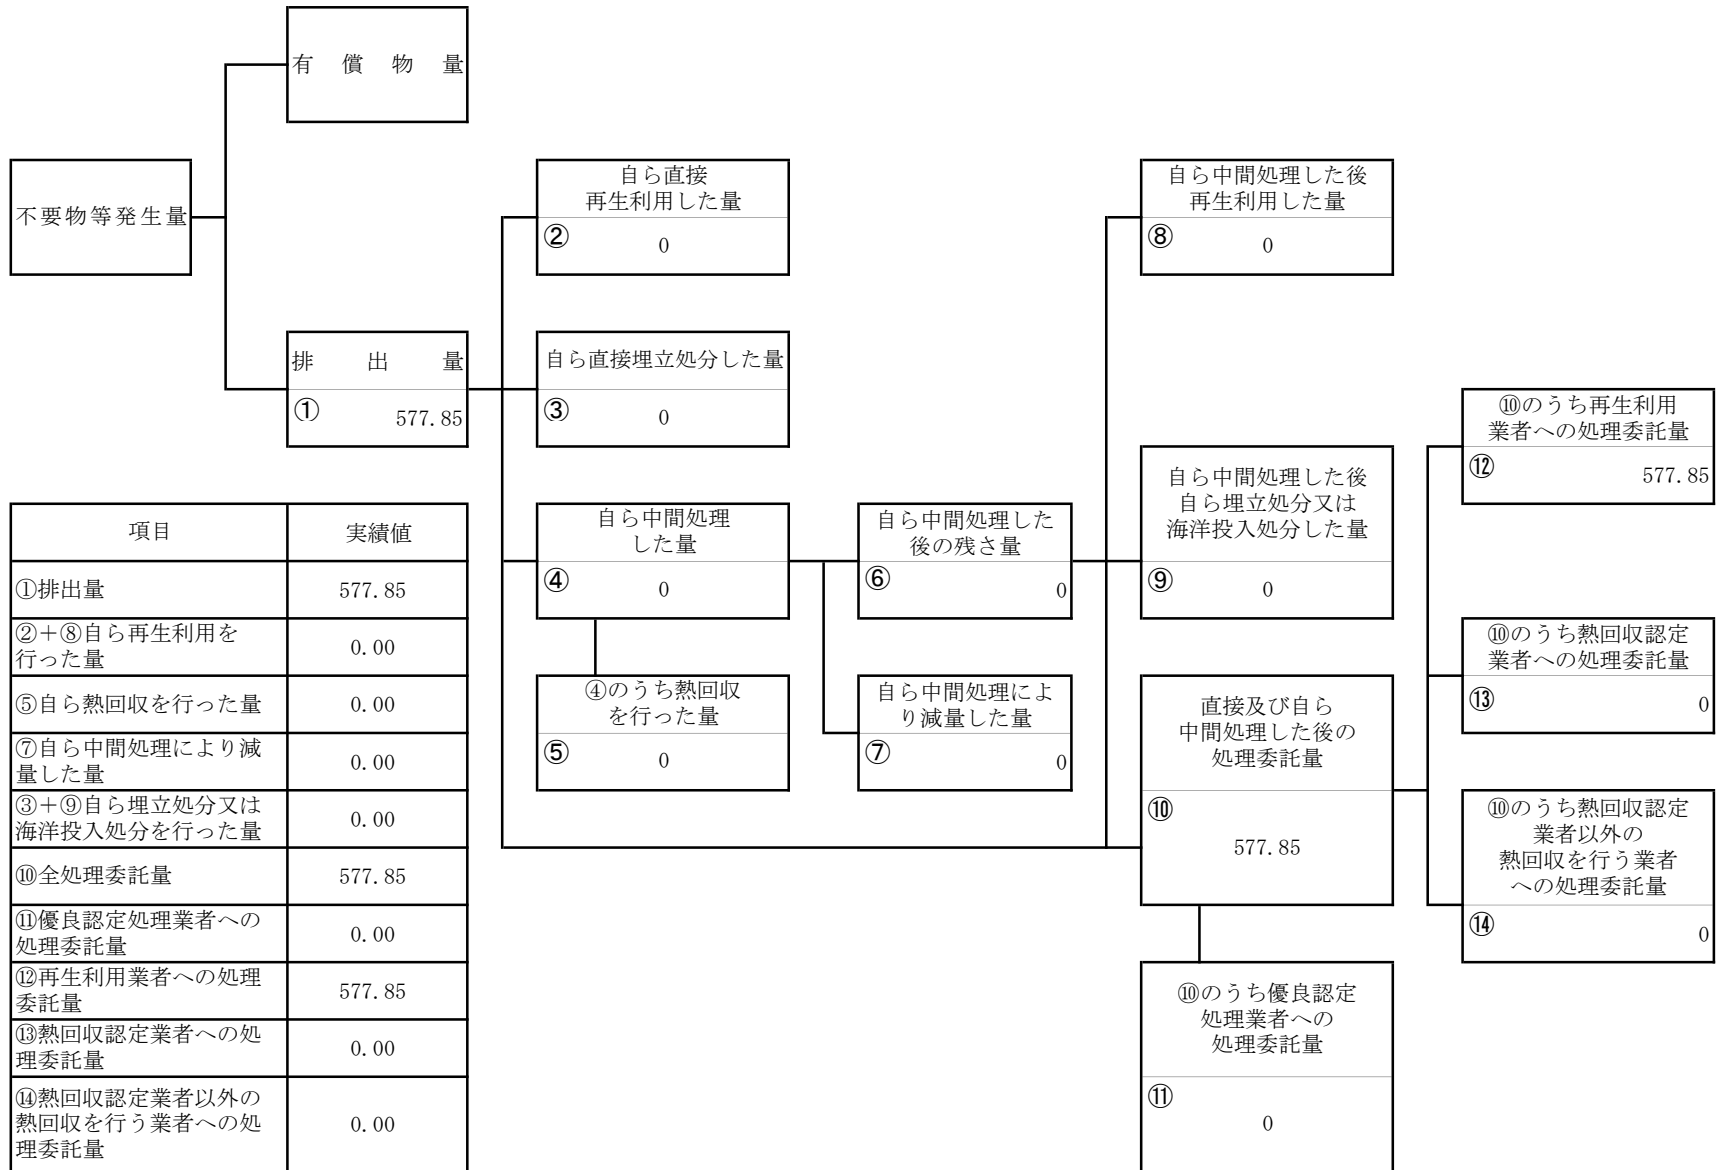 有償物量
不要物等発生量
排出量
①
577.85
自ら直接
再生利用した量
②
0
自ら直接埋立処分した量
③
0
自ら中間処理
した量
④
0
④のうち熱回収
を行った量
⑤
0
自ら中間処理した
後の残さ量
⑥
0
自ら中間処理によ
り減量した量
⑦
0
自ら中間処理した後
再生利用した量
⑧
0
自ら中間処理した後
自ら埋立処分又は
海洋投入処分した量
⑨
0
直接及び自ら
中間処理した後の
処理委託量
⑩
577.85
⑩のうち優良認定
処理業者への
処理委託量
⑪
0
⑩のうち再生利用
業者への処理委託量
⑫
577.85
⑩のうち熱回収認定
業者への処理委託量
⑬
0
⑩のうち熱回収認定
業者以外の
熱回収を行う業者
への処理委託量
⑭
0
項目 実績値
①排出量 577.85
②＋⑧自ら再生利用を
行った量 0.00
⑤自ら熱回収を行った量 0.00
⑦自ら中間処理により減
量した量 0.00
③＋⑨自ら埋立処分又は
海洋投入処分を行った量 0.00
⑩全処理委託量 577.85
⑪優良認定処理業者への
処理委託量 0.00
⑫再生利用業者への処理
委託量 577.85
⑬熱回収認定業者への処
理委託量 0.00
⑭熱回収認定業者以外の
熱回収を行う業者への処
理委託量 0.00